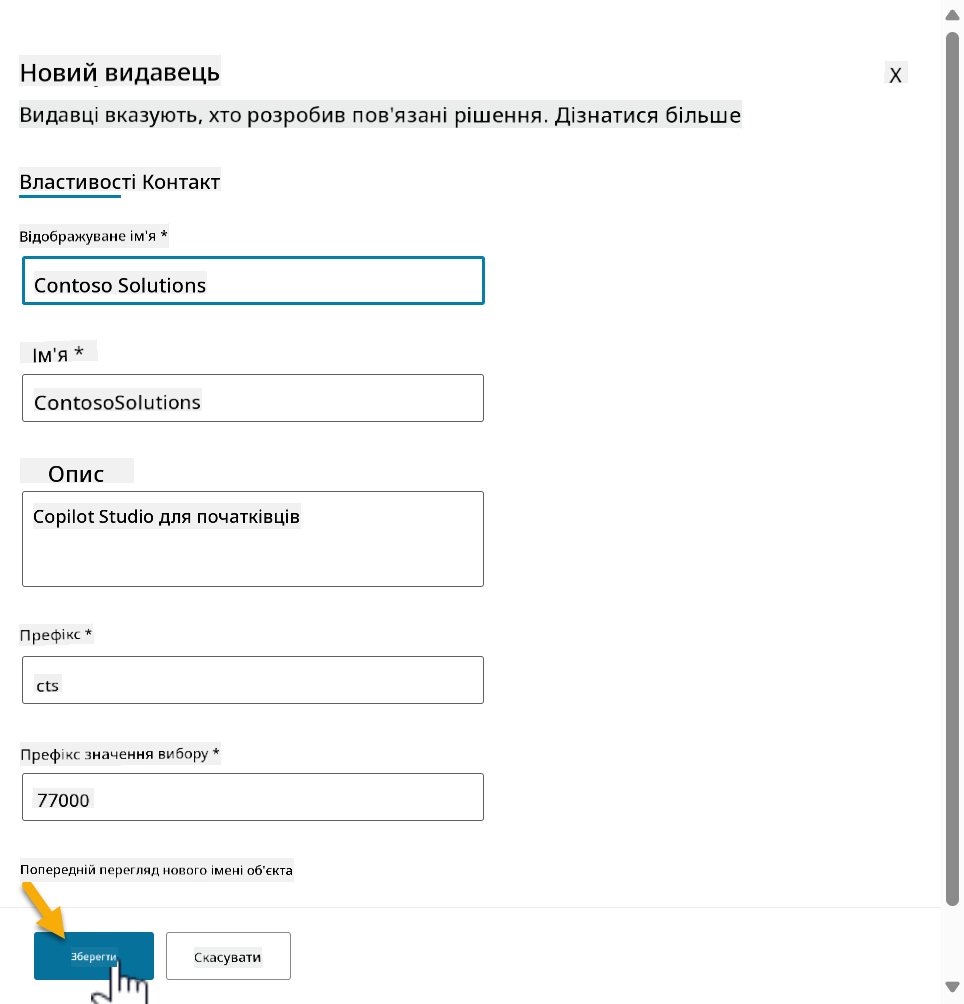 Новий видавець
X
Видавці вказують, хто розробив пов'язані рішення. Дізнатися більше
Властивості Контакт
Відображуване ім'я *
Contoso Solutions
Ім'я *
ContosoSolutions
Опис
Copilot Studio для початківців
Префікс *
cts
Префікс значення вибору *
77000
Попередній перегляд нового імені об'єкта
Зберегти Скасувати